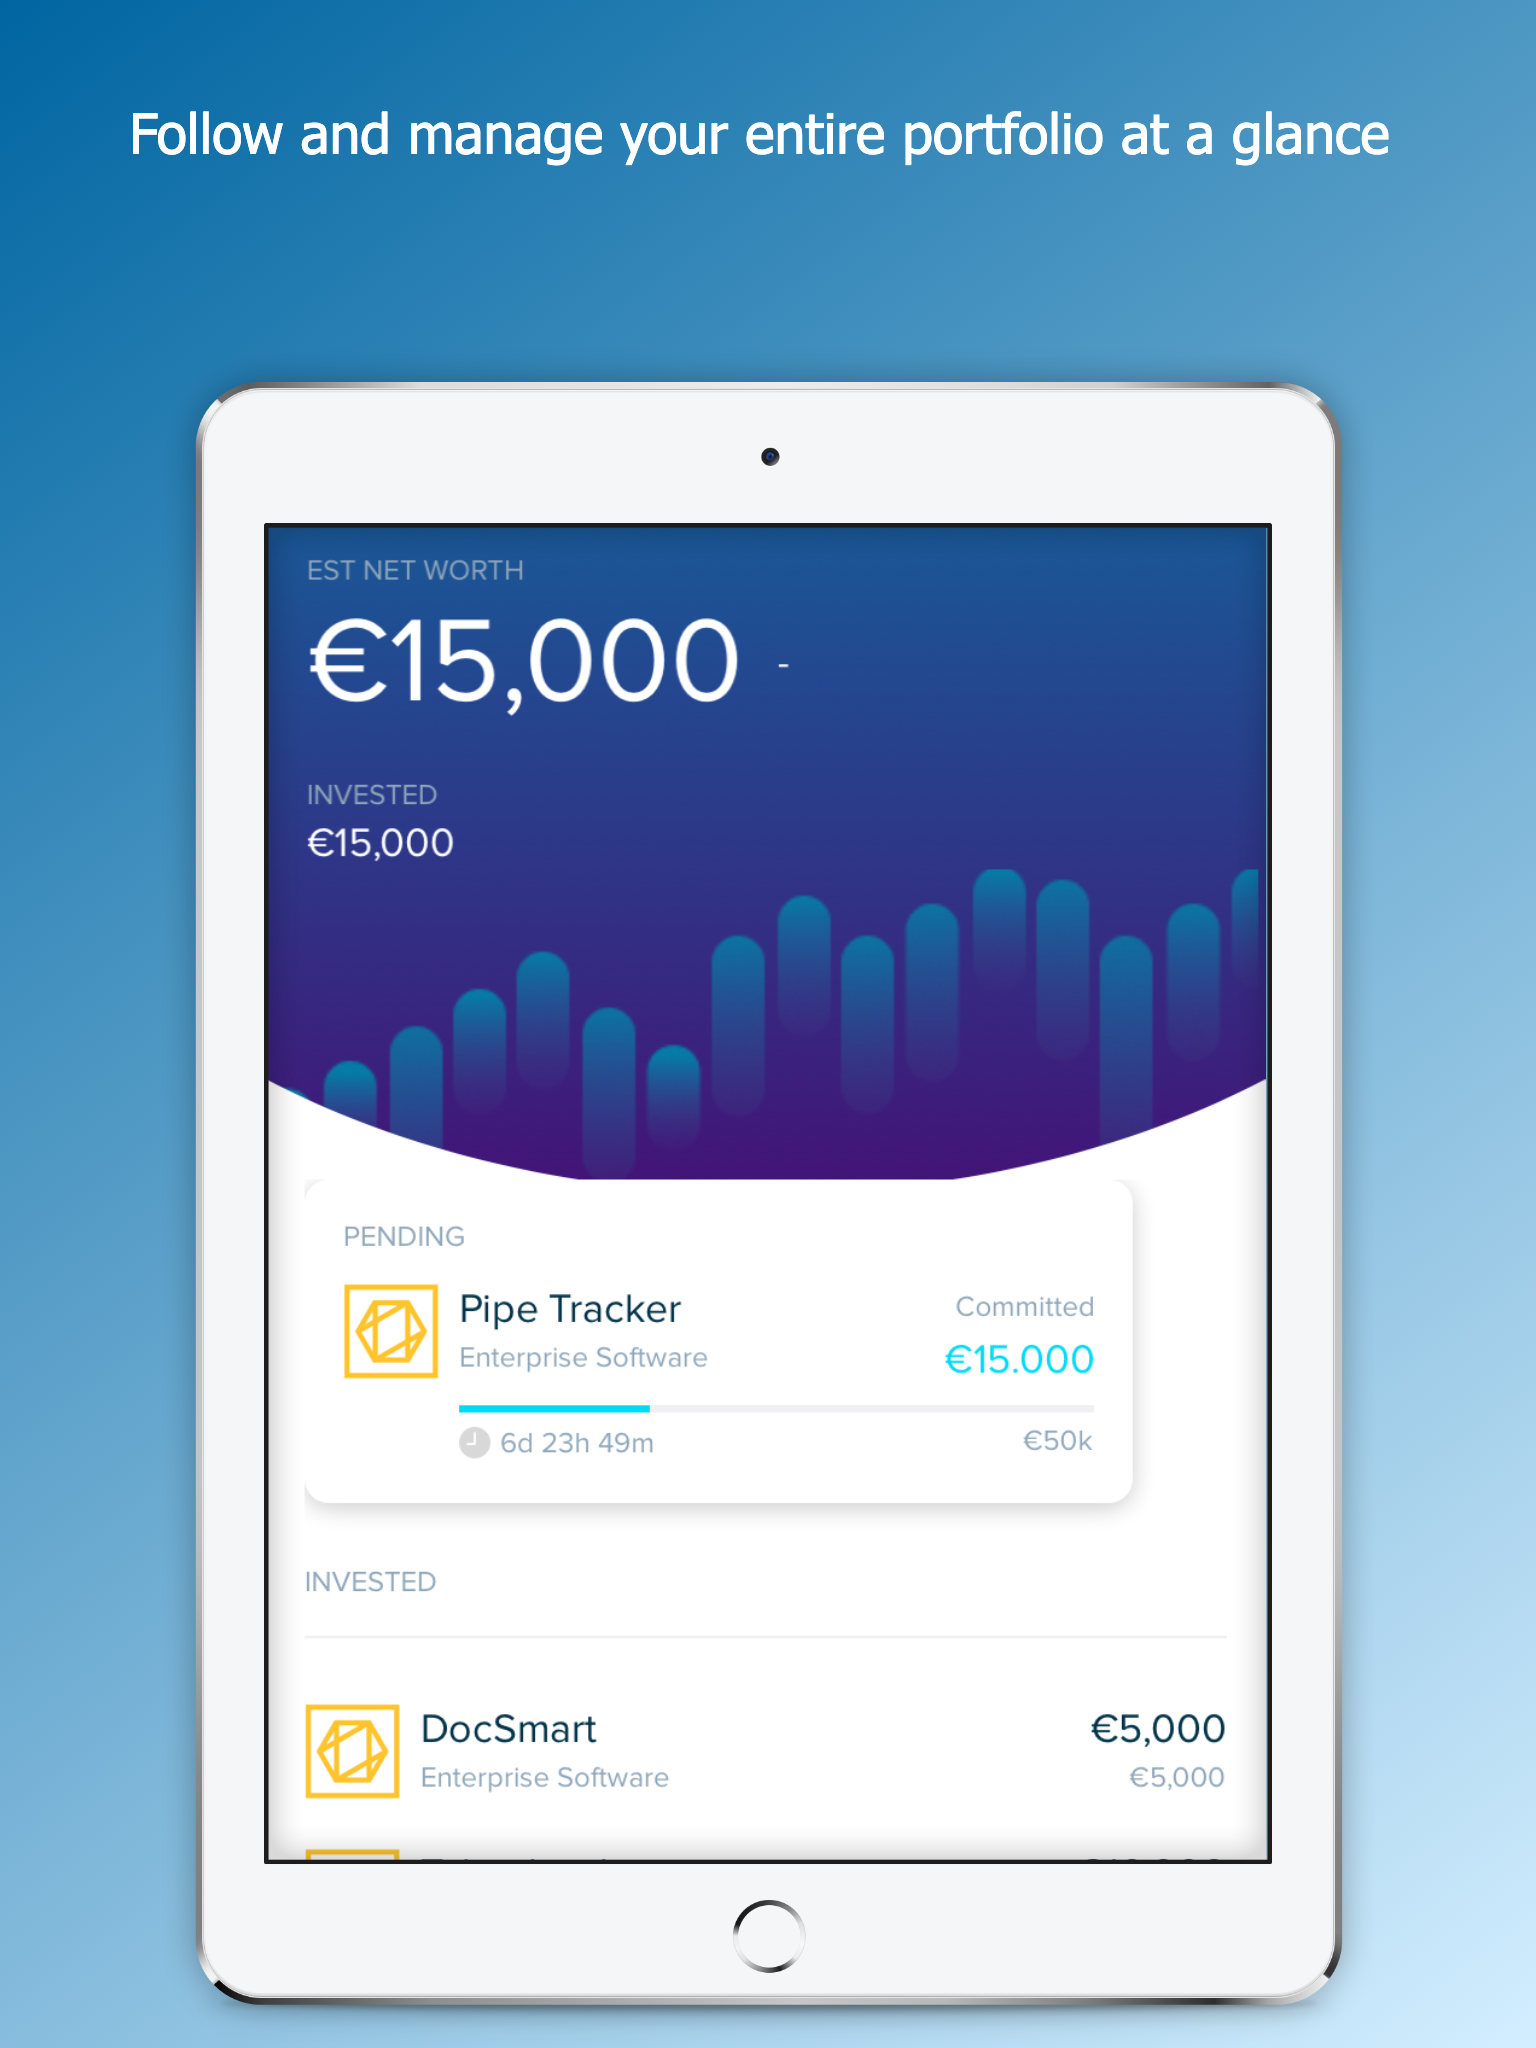 Follow and manage your entire portfolio at a glance
EST NET WORTH
€15,000 -
INVESTED
€15,000
PENDING
Pipe Tracker
Committed
Enterprise Software
€15.000
6d 23h 49m
€50k
INVESTED
DocSmart
€5,000
Enterprise Software
€5,000